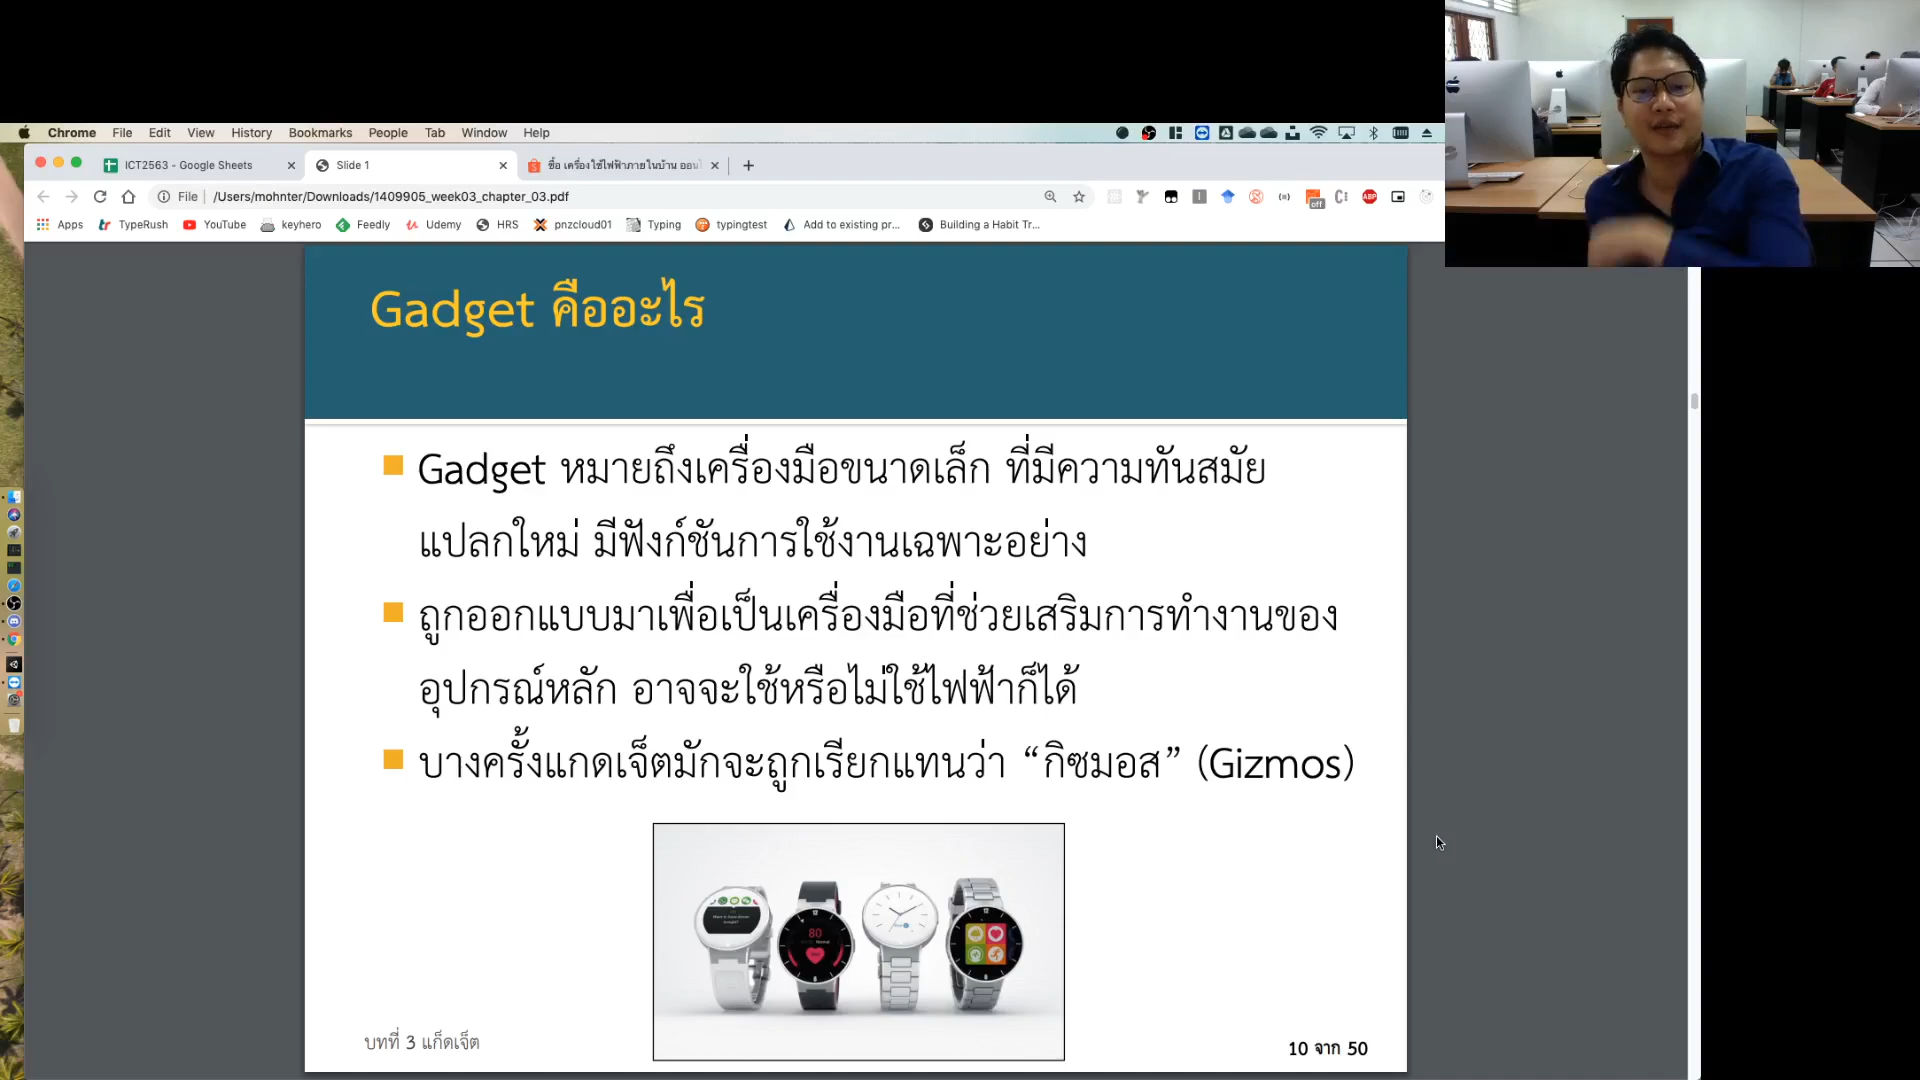 Chrome File Edit View History Bookmarks People Tab Window Help
ICT2563 - Google Sheets
Slide 1
ซื้อ เครื่องใช้ไฟฟ้าภายในบ้าน ออนไ
File | /Users/mohnter/Downloads/1409905_week03_chapter_03.pdf
off
ABP
Apps TypeRush YouTube keyhero Feedly Udemy HRS pnzcloud01 Typing typingtest Add to existing pr... Building a Habit Tr...
Gadget คืออะไร
Gadget หมายถึงเครื่องมือขนาดเล็ก ที่มีความทันสมัย
แปลกใหม่ มีฟังก์ชันการใช้งานเฉพาะอย่าง
ถูกออกแบบมาเพื่อเป็นเครื่องมือที่ช่วยเสริมการทำงานของ
อุปกรณ์หลัก อาจจะใช้หรือไม่ใช้ไฟฟ้าก็ได้
บางครั้งแกดเจ็ตมักจะถูกเรียกแทนว่า “กิซมอส” (Gizmos)
80
บทที่ 3 แก็ดเจ็ต
10 จาก 50